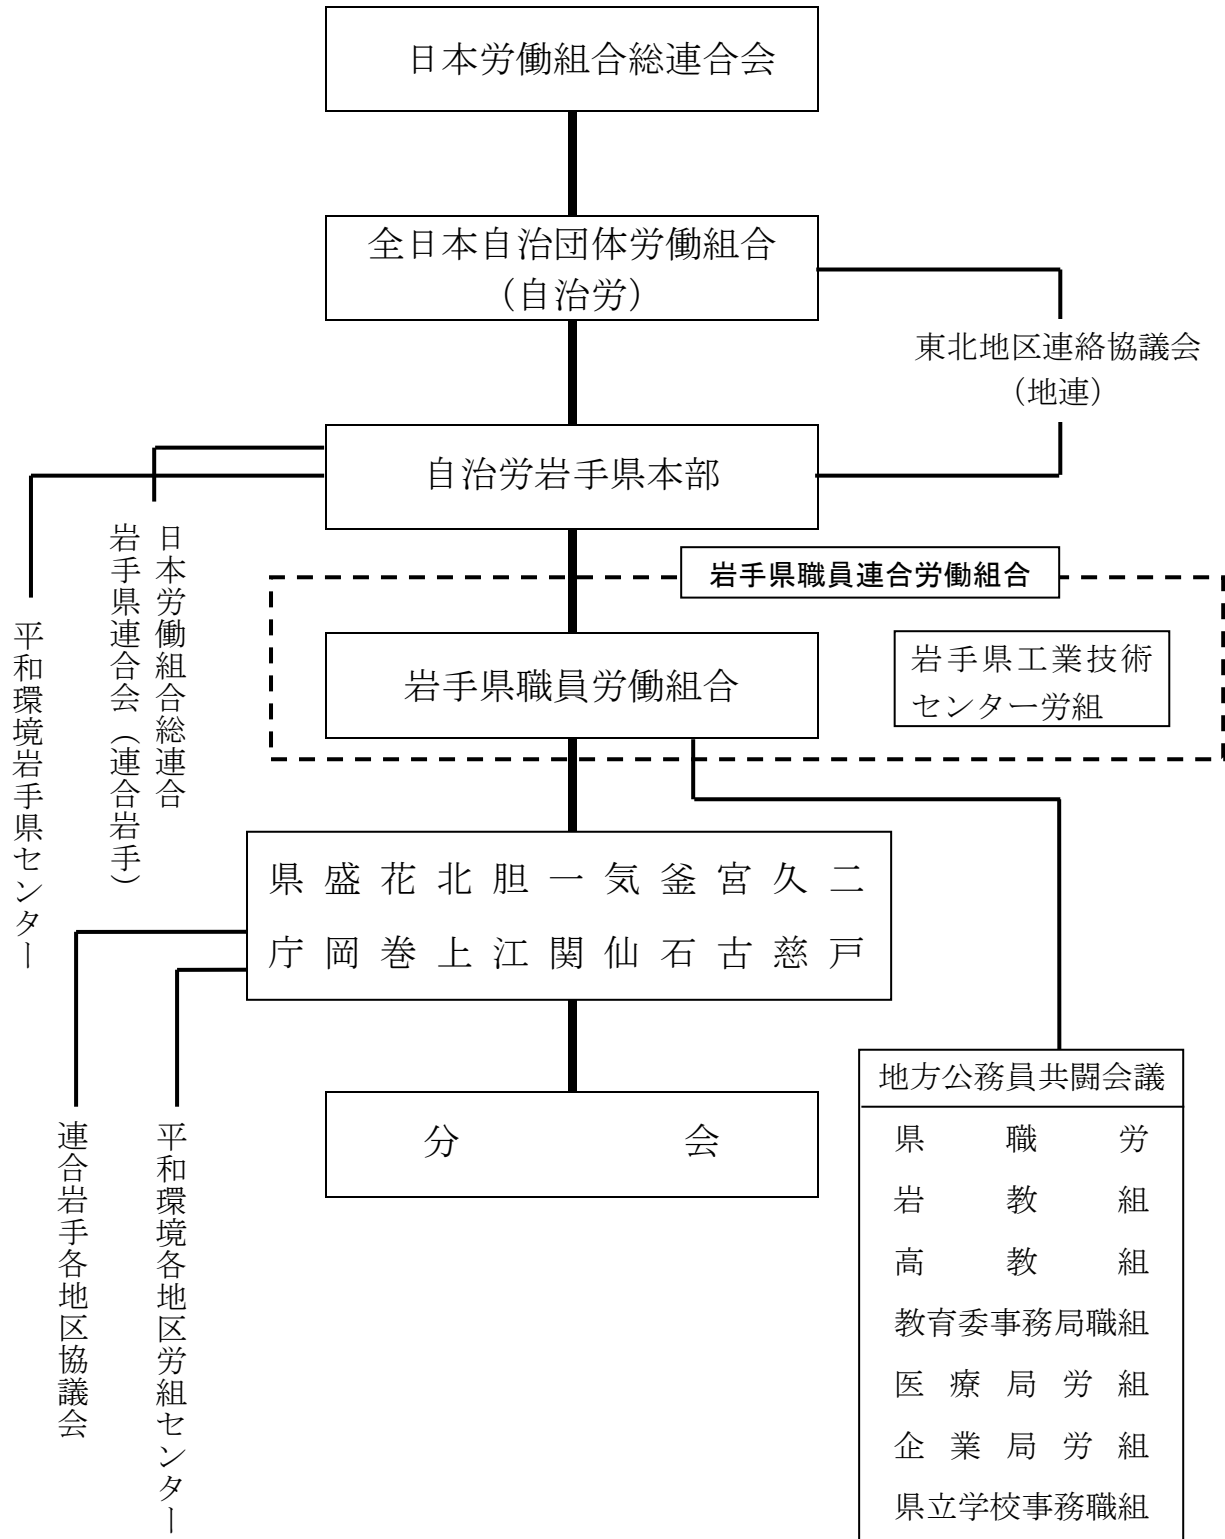 日本労働組合総連合会
全日本自治団体労働組合
（自治労）
東北地区連絡協議会
（地連）
自治労岩手県本部
日本労働組合総連合
岩手県連合会（連合岩手）
平和環境岩手県センター
岩手県職員連合労働組合
岩手県職員労働組合
岩手県工業技術
センター労組
県盛花北胆一気釜宮久二
庁岡巻上江関仙石古慈戸
連合岩手各地区協議会
平和環境各地区労組センター
分会
地方公務員共闘会議
県職労
岩教組
高教組
教育委事務局職組
医療局労組
企業局労組
県立学校事務職組